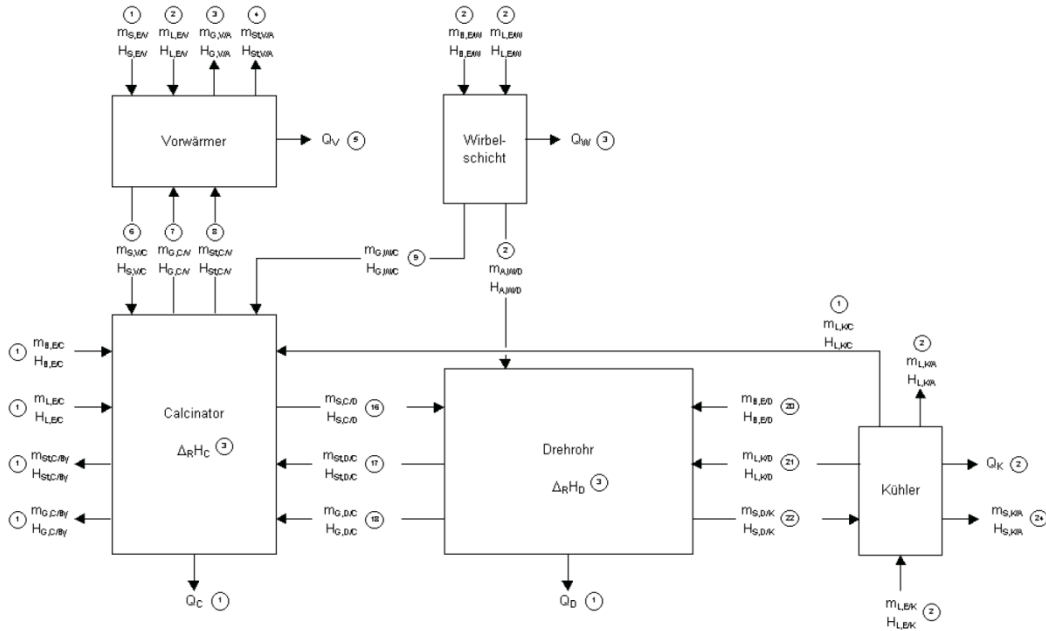 1 2 3 4
m_S,E/V m_L,E/V m_G,V/A m_St,V/A
H_S,E/V H_L,E/V H_G,V/A H_St,V/A
2 2
m_B,E/W m_L,E/W
H_B,E/W H_L,E/W
Vorwärmer
Q_V 5
Wirbel-
schicht
Q_W 3
6 7 8
m_S,V/C m_G,C/V m_St,C/V
H_S,V/C H_G,C/V H_St,C/V
m_G,W/C
H_G,W/C
9
2
m_A,W/D
H_A,W/D
1
m_L,K/C
H_L,K/C
2
m_L,K/A
H_L,K/A
1 m_B,E/C
H_B,E/C
1 m_L,E/C
H_L,E/C
1 m_St,C/By
H_St,C/By
1 m_G,C/By
H_G,C/By
Calcinator
Δ_RH_C 3
m_S,C/D 16
H_S,C/D
m_St,D/C 17
H_St,D/C
m_G,D/C 18
H_G,D/C
Drehrohr
Δ_RH_D 3
m_B,E/D 20
H_B,E/D
m_L,K/D 21
H_L,K/D
m_S,D/K 22
H_S,D/K
Kühler
Q_K 2
m_S,K/A 24
H_S,K/A
Q_C 1
Q_D 1
m_L,E/K 2
H_L,E/K